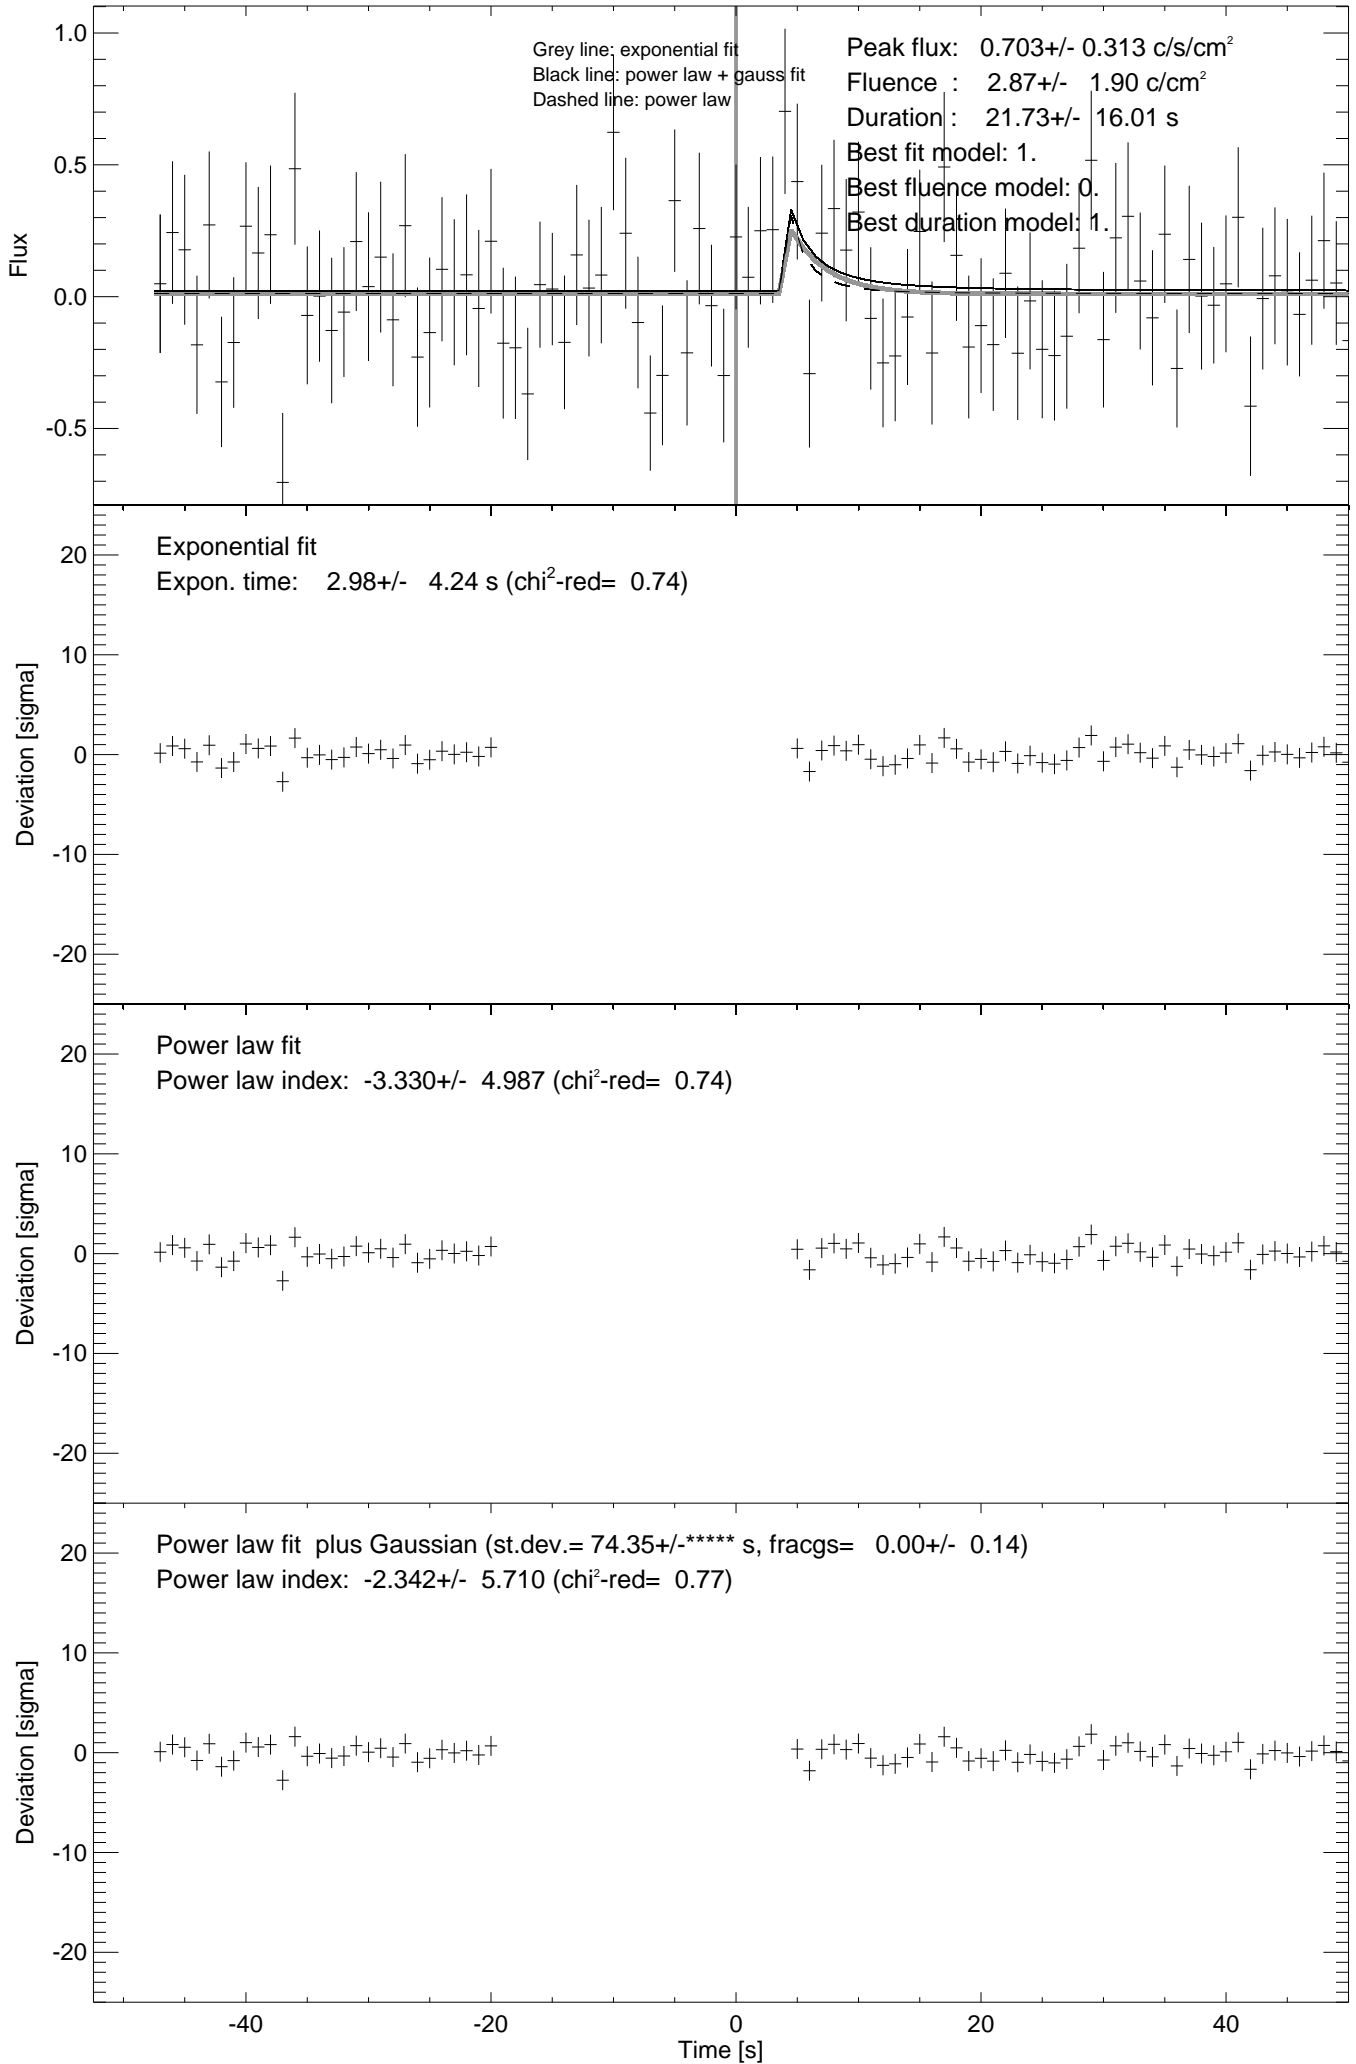 Grey line: exponential fit
Black line: power law + gauss fit
Dashed line: power law
Peak flux: 0.703+/- 0.313 c/s/cm²
Fluence : 2.87+/- 1.90 c/cm²
Duration : 21.73+/- 16.01 s
Best fit model: 1.
Best fluence model: 0.
Best duration model: 1.
1.0
0.5
0.0
-0.5
Flux
Exponential fit
Expon. time: 2.98+/- 4.24 s (chi²-red= 0.74)
20
10
0
-10
-20
Deviation [sigma]
Power law fit
Power law index: -3.330+/- 4.987 (chi²-red= 0.74)
20
10
0
-10
-20
Deviation [sigma]
Power law fit plus Gaussian (st.dev.= 74.35+/-***** s, fracgs= 0.00+/- 0.14)
Power law index: -2.342+/- 5.710 (chi²-red= 0.77)
20
10
0
-10
-20
Deviation [sigma]
-40 -20 0 20 40
Time [s]